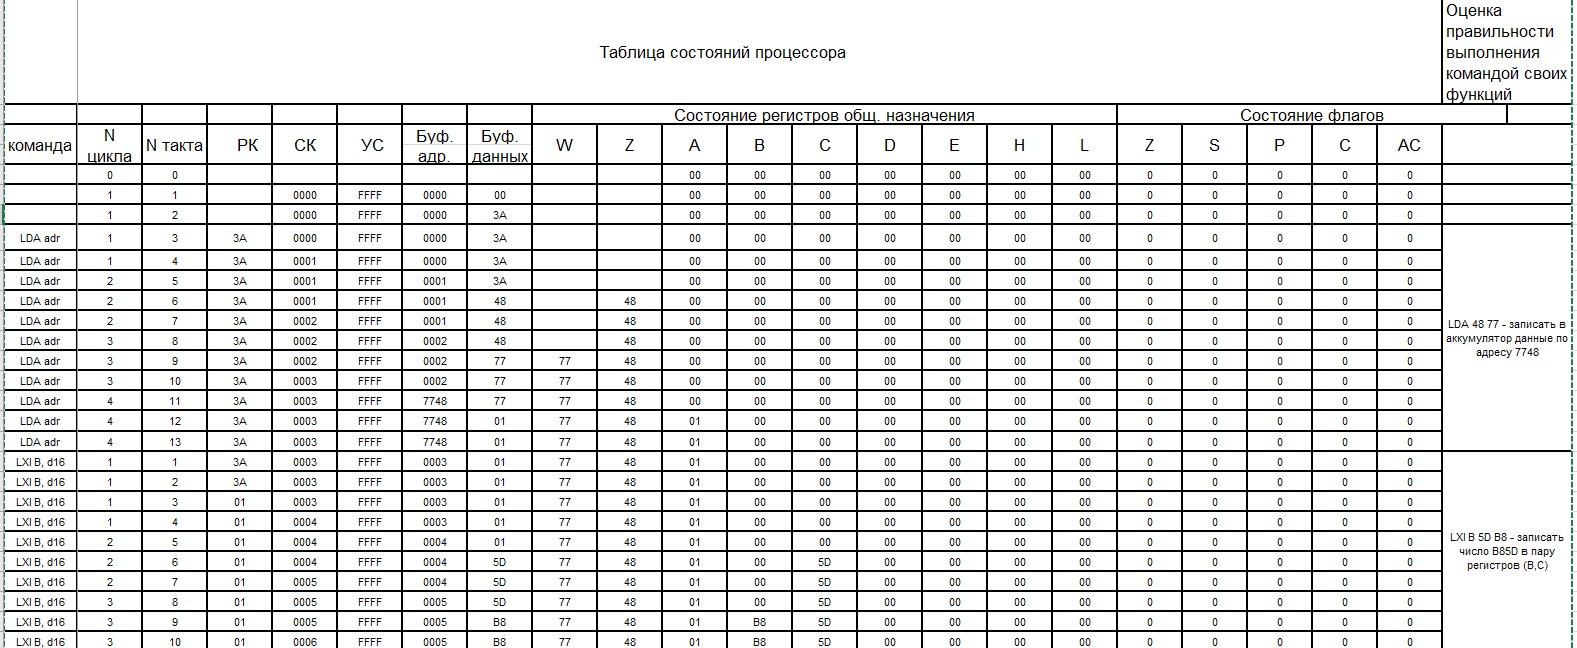 Оценка
правильности
выполнения
командой своих
функций
Таблица состояний процессора
Состояние регистров общ. назначения Состояние флагов
команда N цикла N такта РК СК УС Буф. адр. Буф. данных W Z A B C D E H L Z S P C AC
0 0 00 00 00 00 00 00 00 0 0 0 0 0
1 1 0000 FFFF 0000 00 00 00 00 00 00 00 00 0 0 0 0 0
1 2 0000 FFFF 0000 3A 00 00 00 00 00 00 00 0 0 0 0 0
LDA adr 1 3 3A 0000 FFFF 0000 3A 00 00 00 00 00 00 00 0 0 0 0 0
LDA adr 1 4 3A 0001 FFFF 0000 3A 00 00 00 00 00 00 00 0 0 0 0 0
LDA adr 2 5 3A 0001 FFFF 0001 3A 00 00 00 00 00 00 00 0 0 0 0 0
LDA adr 2 6 3A 0001 FFFF 0001 48 48 00 00 00 00 00 00 00 0 0 0 0 0
LDA adr 2 7 3A 0002 FFFF 0001 48 48 00 00 00 00 00 00 00 0 0 0 0 0
LDA adr 3 8 3A 0002 FFFF 0002 48 48 00 00 00 00 00 00 00 0 0 0 0 0
LDA adr 3 9 3A 0002 FFFF 0002 77 77 48 00 00 00 00 00 00 00 0 0 0 0 0
LDA adr 3 10 3A 0003 FFFF 0002 77 77 48 00 00 00 00 00 00 00 0 0 0 0 0
LDA adr 4 11 3A 0003 FFFF 7748 77 77 48 00 00 00 00 00 00 00 0 0 0 0 0
LDA adr 4 12 3A 0003 FFFF 7748 01 77 48 01 00 00 00 00 00 00 0 0 0 0 0
LDA adr 4 13 3A 0003 FFFF 7748 01 77 48 01 00 00 00 00 00 00 0 0 0 0 0
LDA 48 77 - записать в
аккумулятор данные по
адресу 7748
LXI B, d16 1 1 3A 0003 FFFF 0003 01 77 48 01 00 00 00 00 00 00 0 0 0 0 0
LXI B, d16 1 2 3A 0003 FFFF 0003 01 77 48 01 00 00 00 00 00 00 0 0 0 0 0
LXI B, d16 1 3 01 0003 FFFF 0003 01 77 48 01 00 00 00 00 00 00 0 0 0 0 0
LXI B, d16 1 4 01 0004 FFFF 0003 01 77 48 01 00 00 00 00 00 00 0 0 0 0 0
LXI B, d16 2 5 01 0004 FFFF 0004 01 77 48 01 00 00 00 00 00 00 0 0 0 0 0
LXI B, d16 2 6 01 0004 FFFF 0004 5D 77 48 01 00 5D 00 00 00 00 0 0 0 0 0
LXI B, d16 2 7 01 0005 FFFF 0004 5D 77 48 01 00 5D 00 00 00 00 0 0 0 0 0
LXI B, d16 3 8 01 0005 FFFF 0005 5D 77 48 01 00 5D 00 00 00 00 0 0 0 0 0
LXI B, d16 3 9 01 0005 FFFF 0005 B8 77 48 01 B8 5D 00 00 00 00 0 0 0 0 0
LXI B, d16 3 10 01 0006 FFFF 0005 B8 77 48 01 B8 5D 00 00 00 00 0 0 0 0 0
LXI B 5D B8 - записать
число B85D в пару
регистров (B,C)